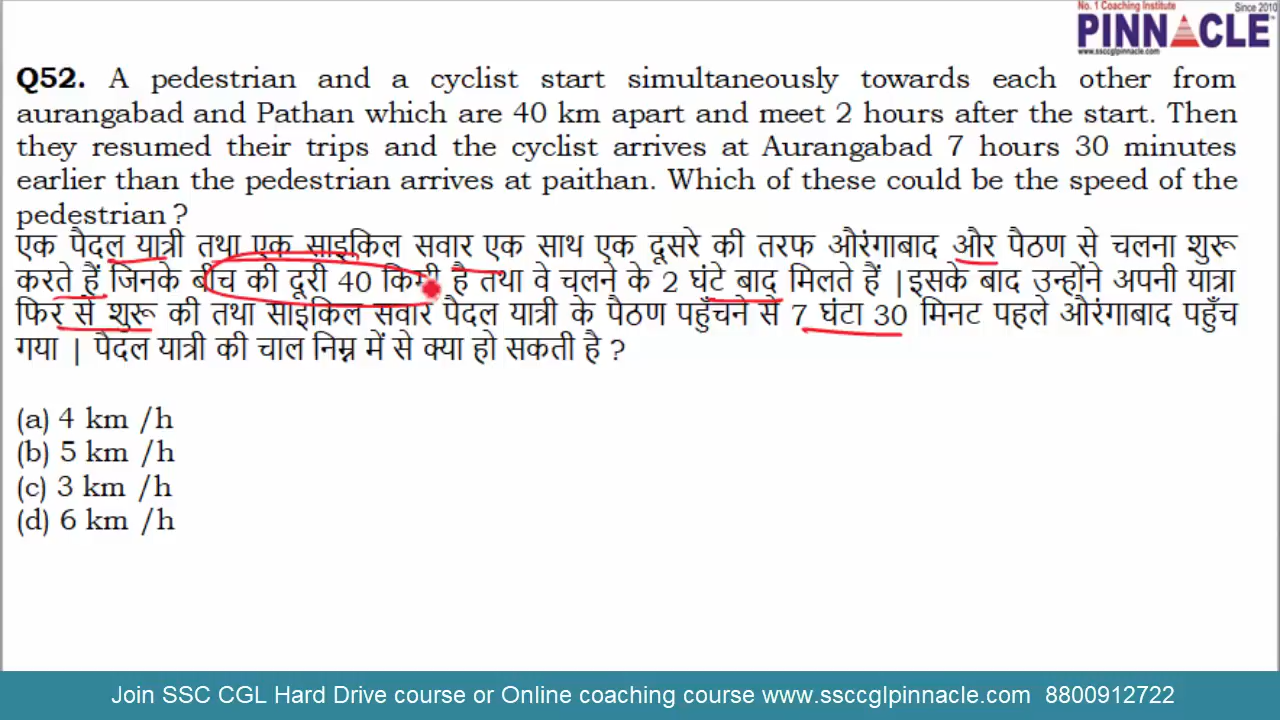 No. 1 Coaching Institute Since 2010
PINNACLE
www.ssccglpinnacle.com
Q52. A pedestrian and a cyclist start simultaneously towards each other from
aurangabad and Pathan which are 40 km apart and meet 2 hours after the start. Then
they resumed their trips and the cyclist arrives at Aurangabad 7 hours 30 minutes
earlier than the pedestrian arrives at paithan. Which of these could be the speed of the
pedestrian ?
एक पैदल यात्री तथा एक साइकिल सवार एक साथ एक दूसरे की तरफ औरंगाबाद और पैठण से चलना शुरू
करते हैं जिनके बीच की दूरी 40 किमी है तथा वे चलने के 2 घंटे बाद मिलते हैं |इसके बाद उन्होंने अपनी यात्रा
फिर से शुरू की तथा साइकिल सवार पैदल यात्री के पैठण पहुँचने से 7 घंटा 30 मिनट पहले औरंगाबाद पहुँच
गया | पैदल यात्री की चाल निम्न में से क्या हो सकती है ?
(a) 4 km /h
(b) 5 km /h
(c) 3 km /h
(d) 6 km /h
Join SSC CGL Hard Drive course or Online coaching course www.ssccglpinnacle.com 8800912722